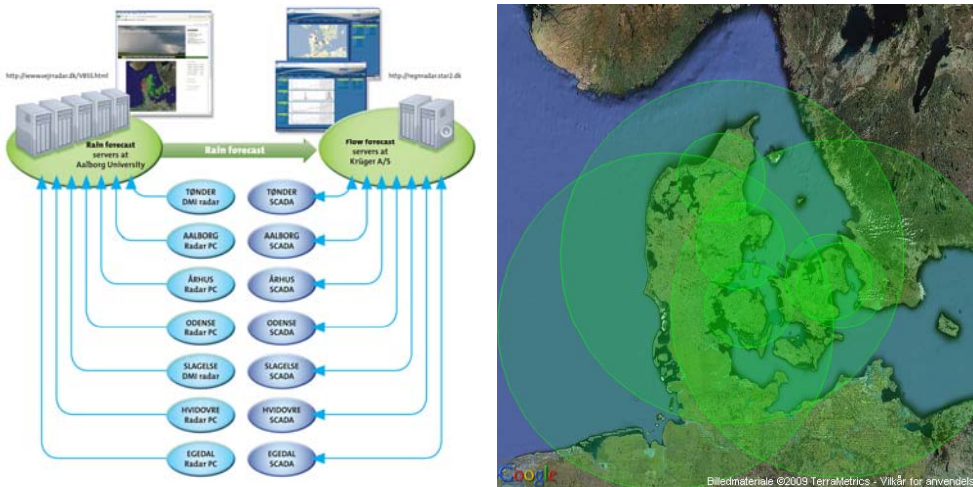 http://www.vejrradar.dk/VBSS.html
http://regnradar.star2.dk
Rain forecast
servers at
Aalborg University
Rain forecast
Flow forecast
servers at
Krüger A/S
TØNDER
DMI radar
TØNDER
SCADA
AALBORG
Radar PC
AALBORG
SCADA
ÅRHUS
Radar PC
ÅRHUS
SCADA
ODENSE
Radar PC
ODENSE
SCADA
SLAGELSE
DMI radar
SLAGELSE
SCADA
HVIDOVRE
Radar PC
HVIDOVRE
SCADA
EGEDAL
Radar PC
EGEDAL
SCADA
Google
Billedmateriale ©2009 TerraMetrics - Vilkår for anvendels